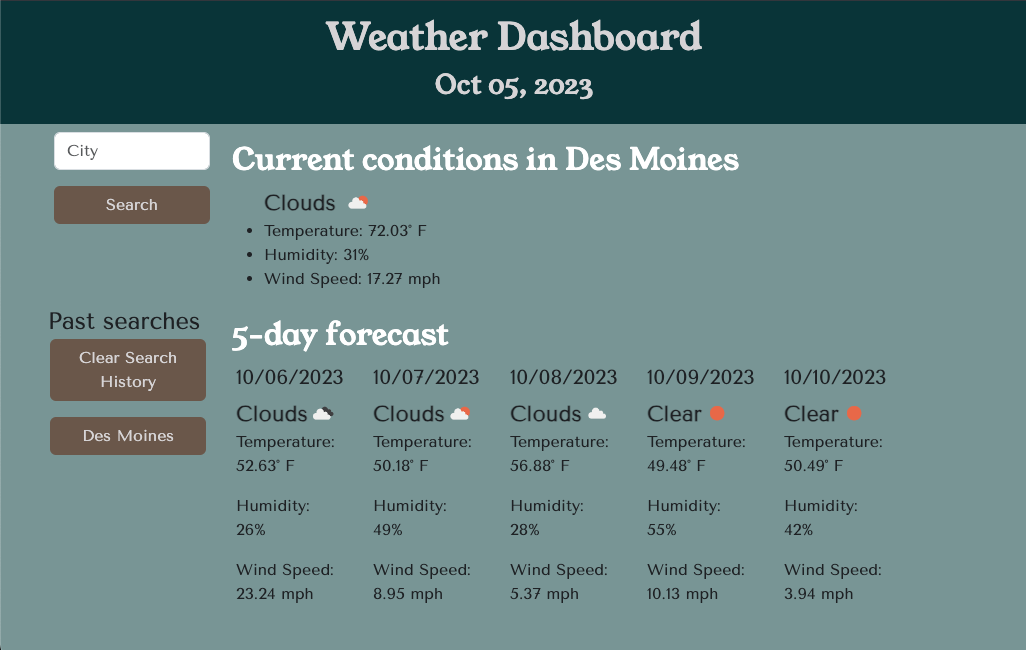 Weather Dashboard
Oct 05, 2023
City
Search
Past searches
Clear Search
History
Des Moines
Current conditions in Des Moines
Clouds
• Temperature: 72.03° F
• Humidity: 31%
• Wind Speed: 17.27 mph
5-day forecast
10/06/2023
Clouds
Temperature:
52.63° F
Humidity:
26%
Wind Speed:
23.24 mph
10/07/2023
Clouds
Temperature:
50.18° F
Humidity:
49%
Wind Speed:
8.95 mph
10/08/2023
Clouds
Temperature:
56.88° F
Humidity:
28%
Wind Speed:
5.37 mph
10/09/2023
Clear
Temperature:
49.48° F
Humidity:
55%
Wind Speed:
10.13 mph
10/10/2023
Clear
Temperature:
50.49° F
Humidity:
42%
Wind Speed:
3.94 mph